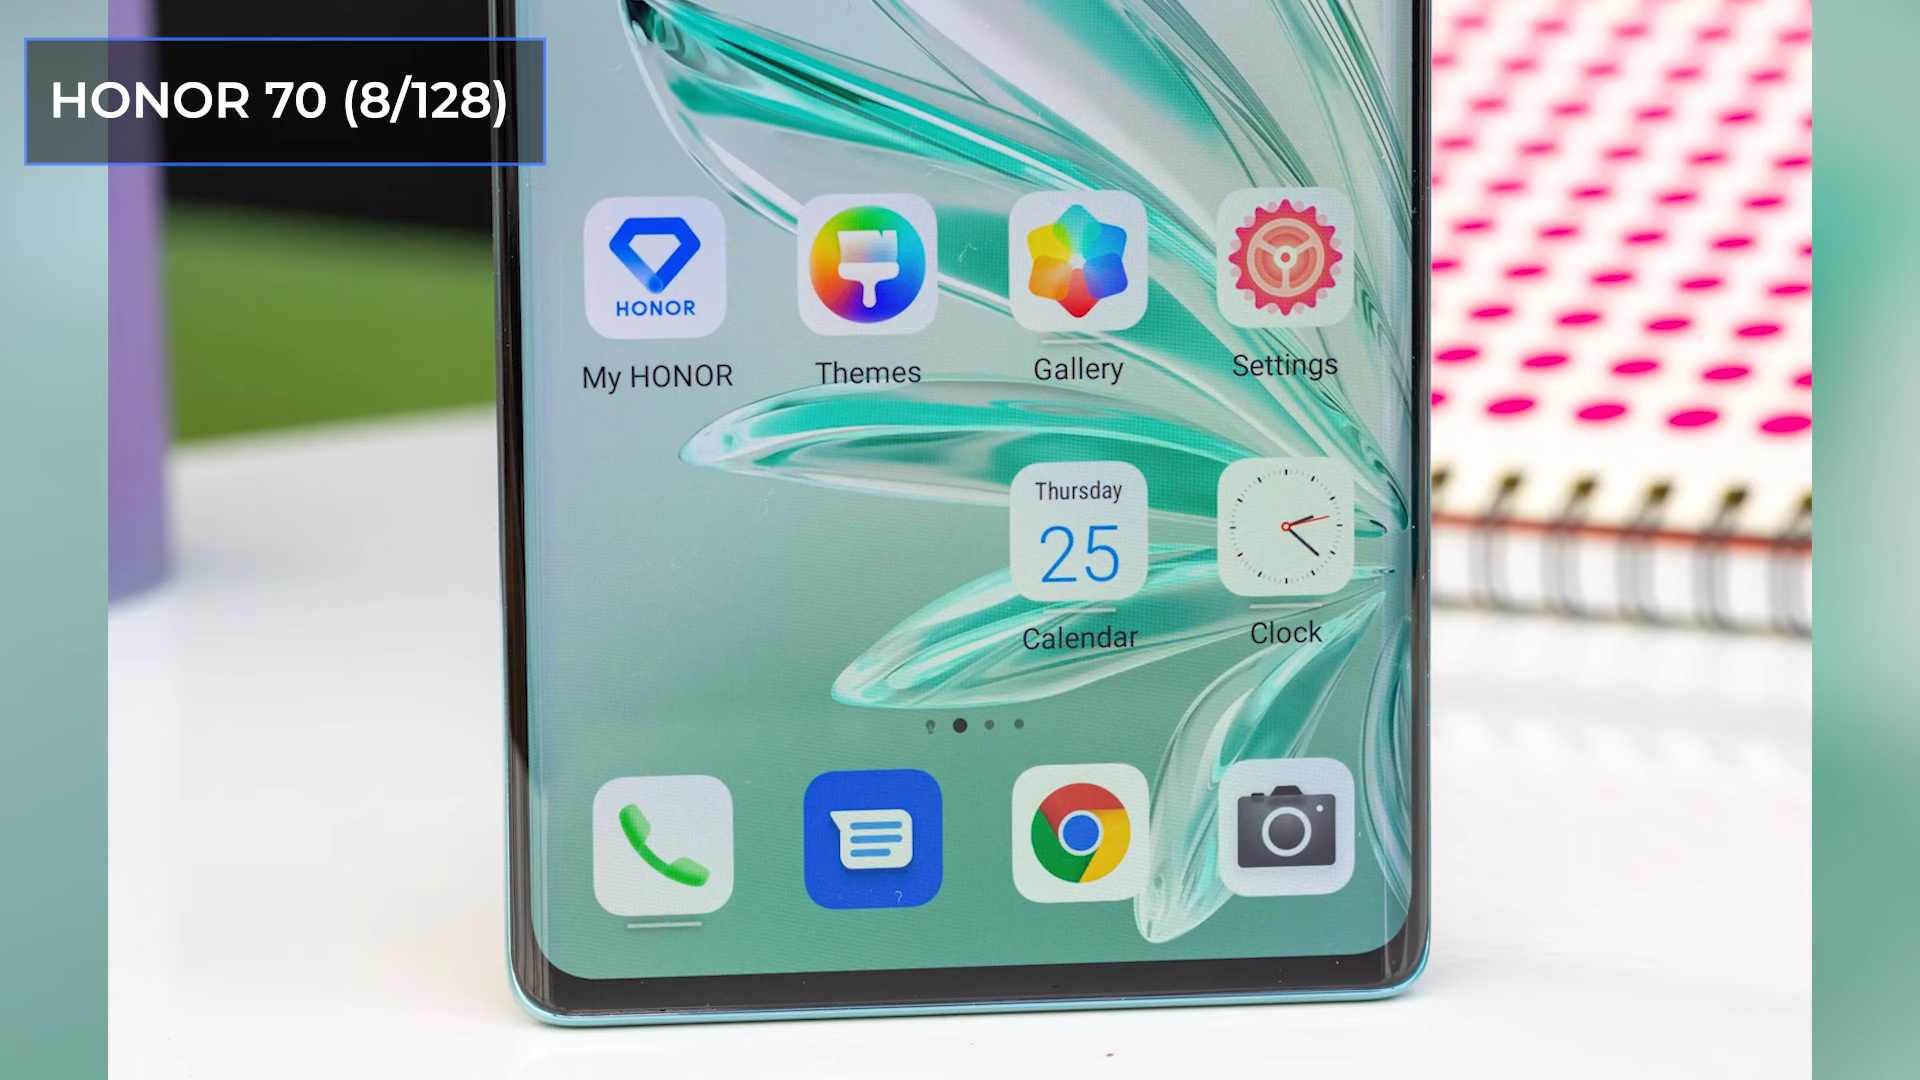 HONOR 70 (8/128)
HONOR
My HONOR
Themes
Gallery
Settings
Thursday
25
Calendar
Clock